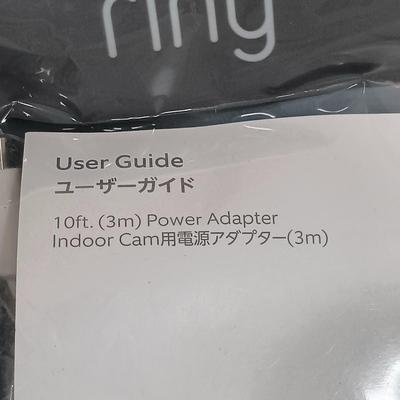 ring
User Guide
ユーザーガイド
10ft. (3m) Power Adapter
Indoor Cam用電源アダプター(3m)